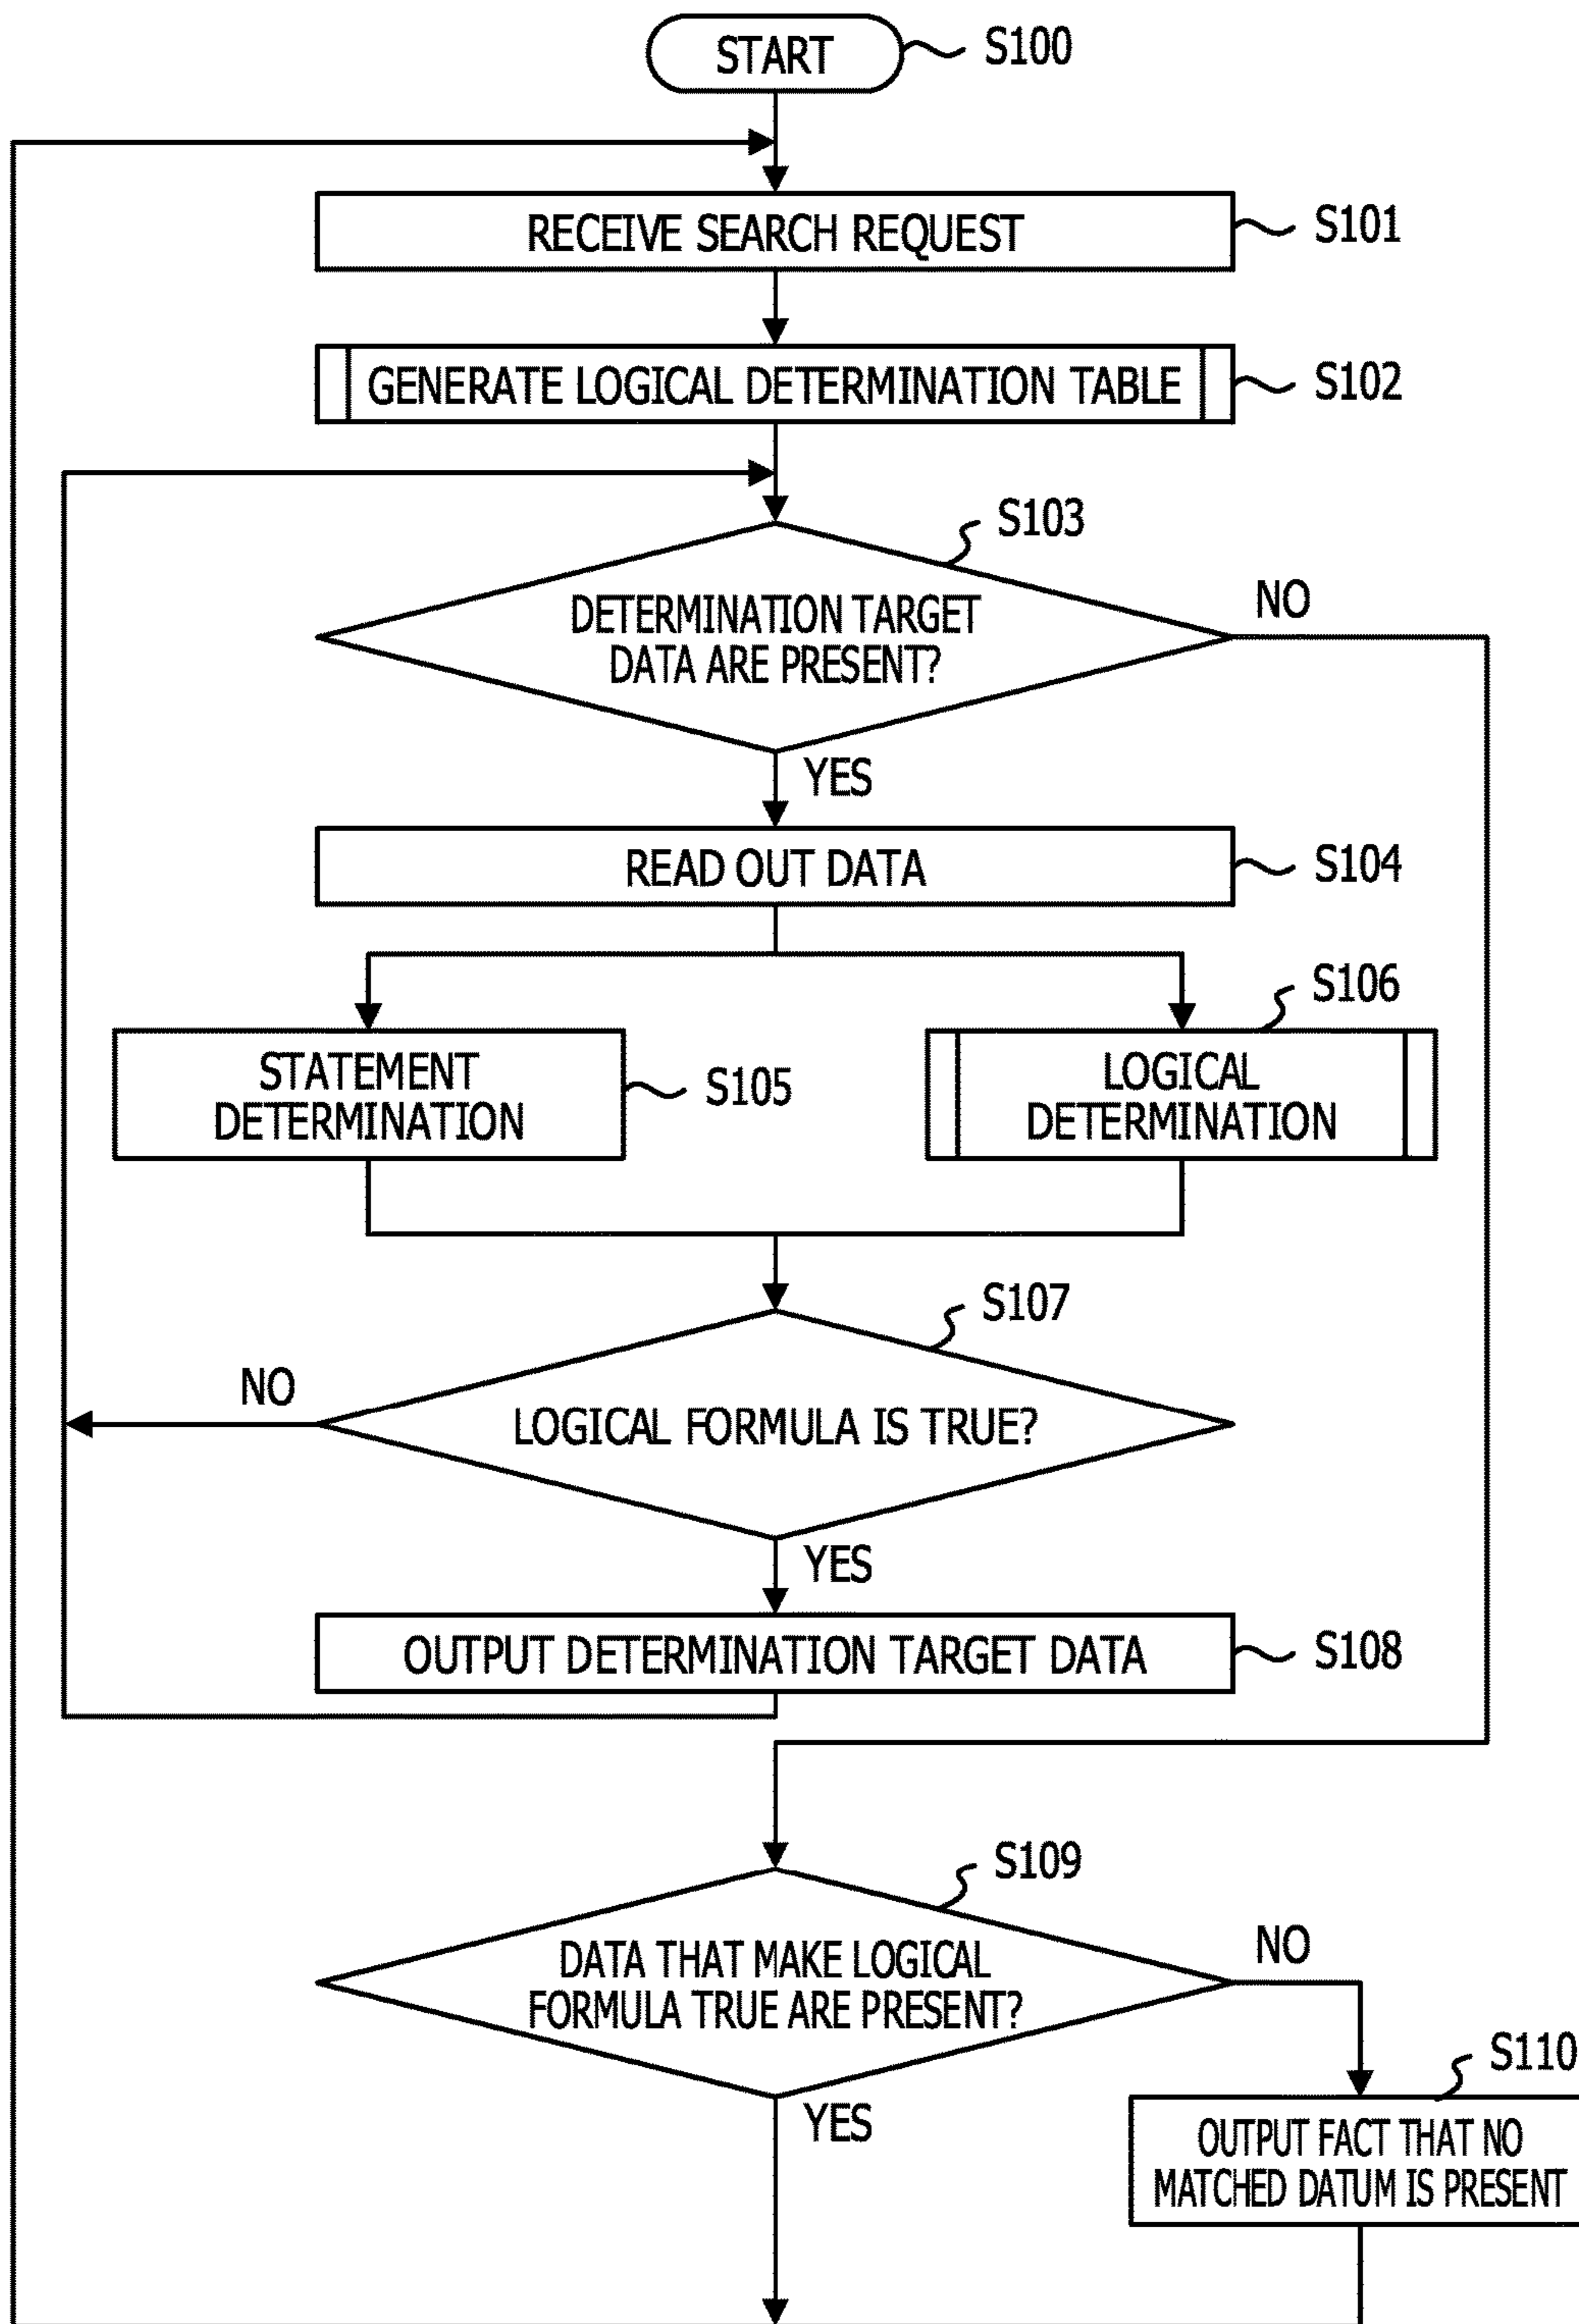 START
S100
RECEIVE SEARCH REQUEST
S101
GENERATE LOGICAL DETERMINATION TABLE
S102
S103
DETERMINATION TARGET
DATA ARE PRESENT?
NO
YES
READ OUT DATA
S104
STATEMENT
DETERMINATION
S105
S106
LOGICAL
DETERMINATION
S107
LOGICAL FORMULA IS TRUE?
NO
YES
OUTPUT DETERMINATION TARGET DATA
S108
S109
DATA THAT MAKE LOGICAL
FORMULA TRUE ARE PRESENT?
NO
YES
S110
OUTPUT FACT THAT NO
MATCHED DATUM IS PRESENT